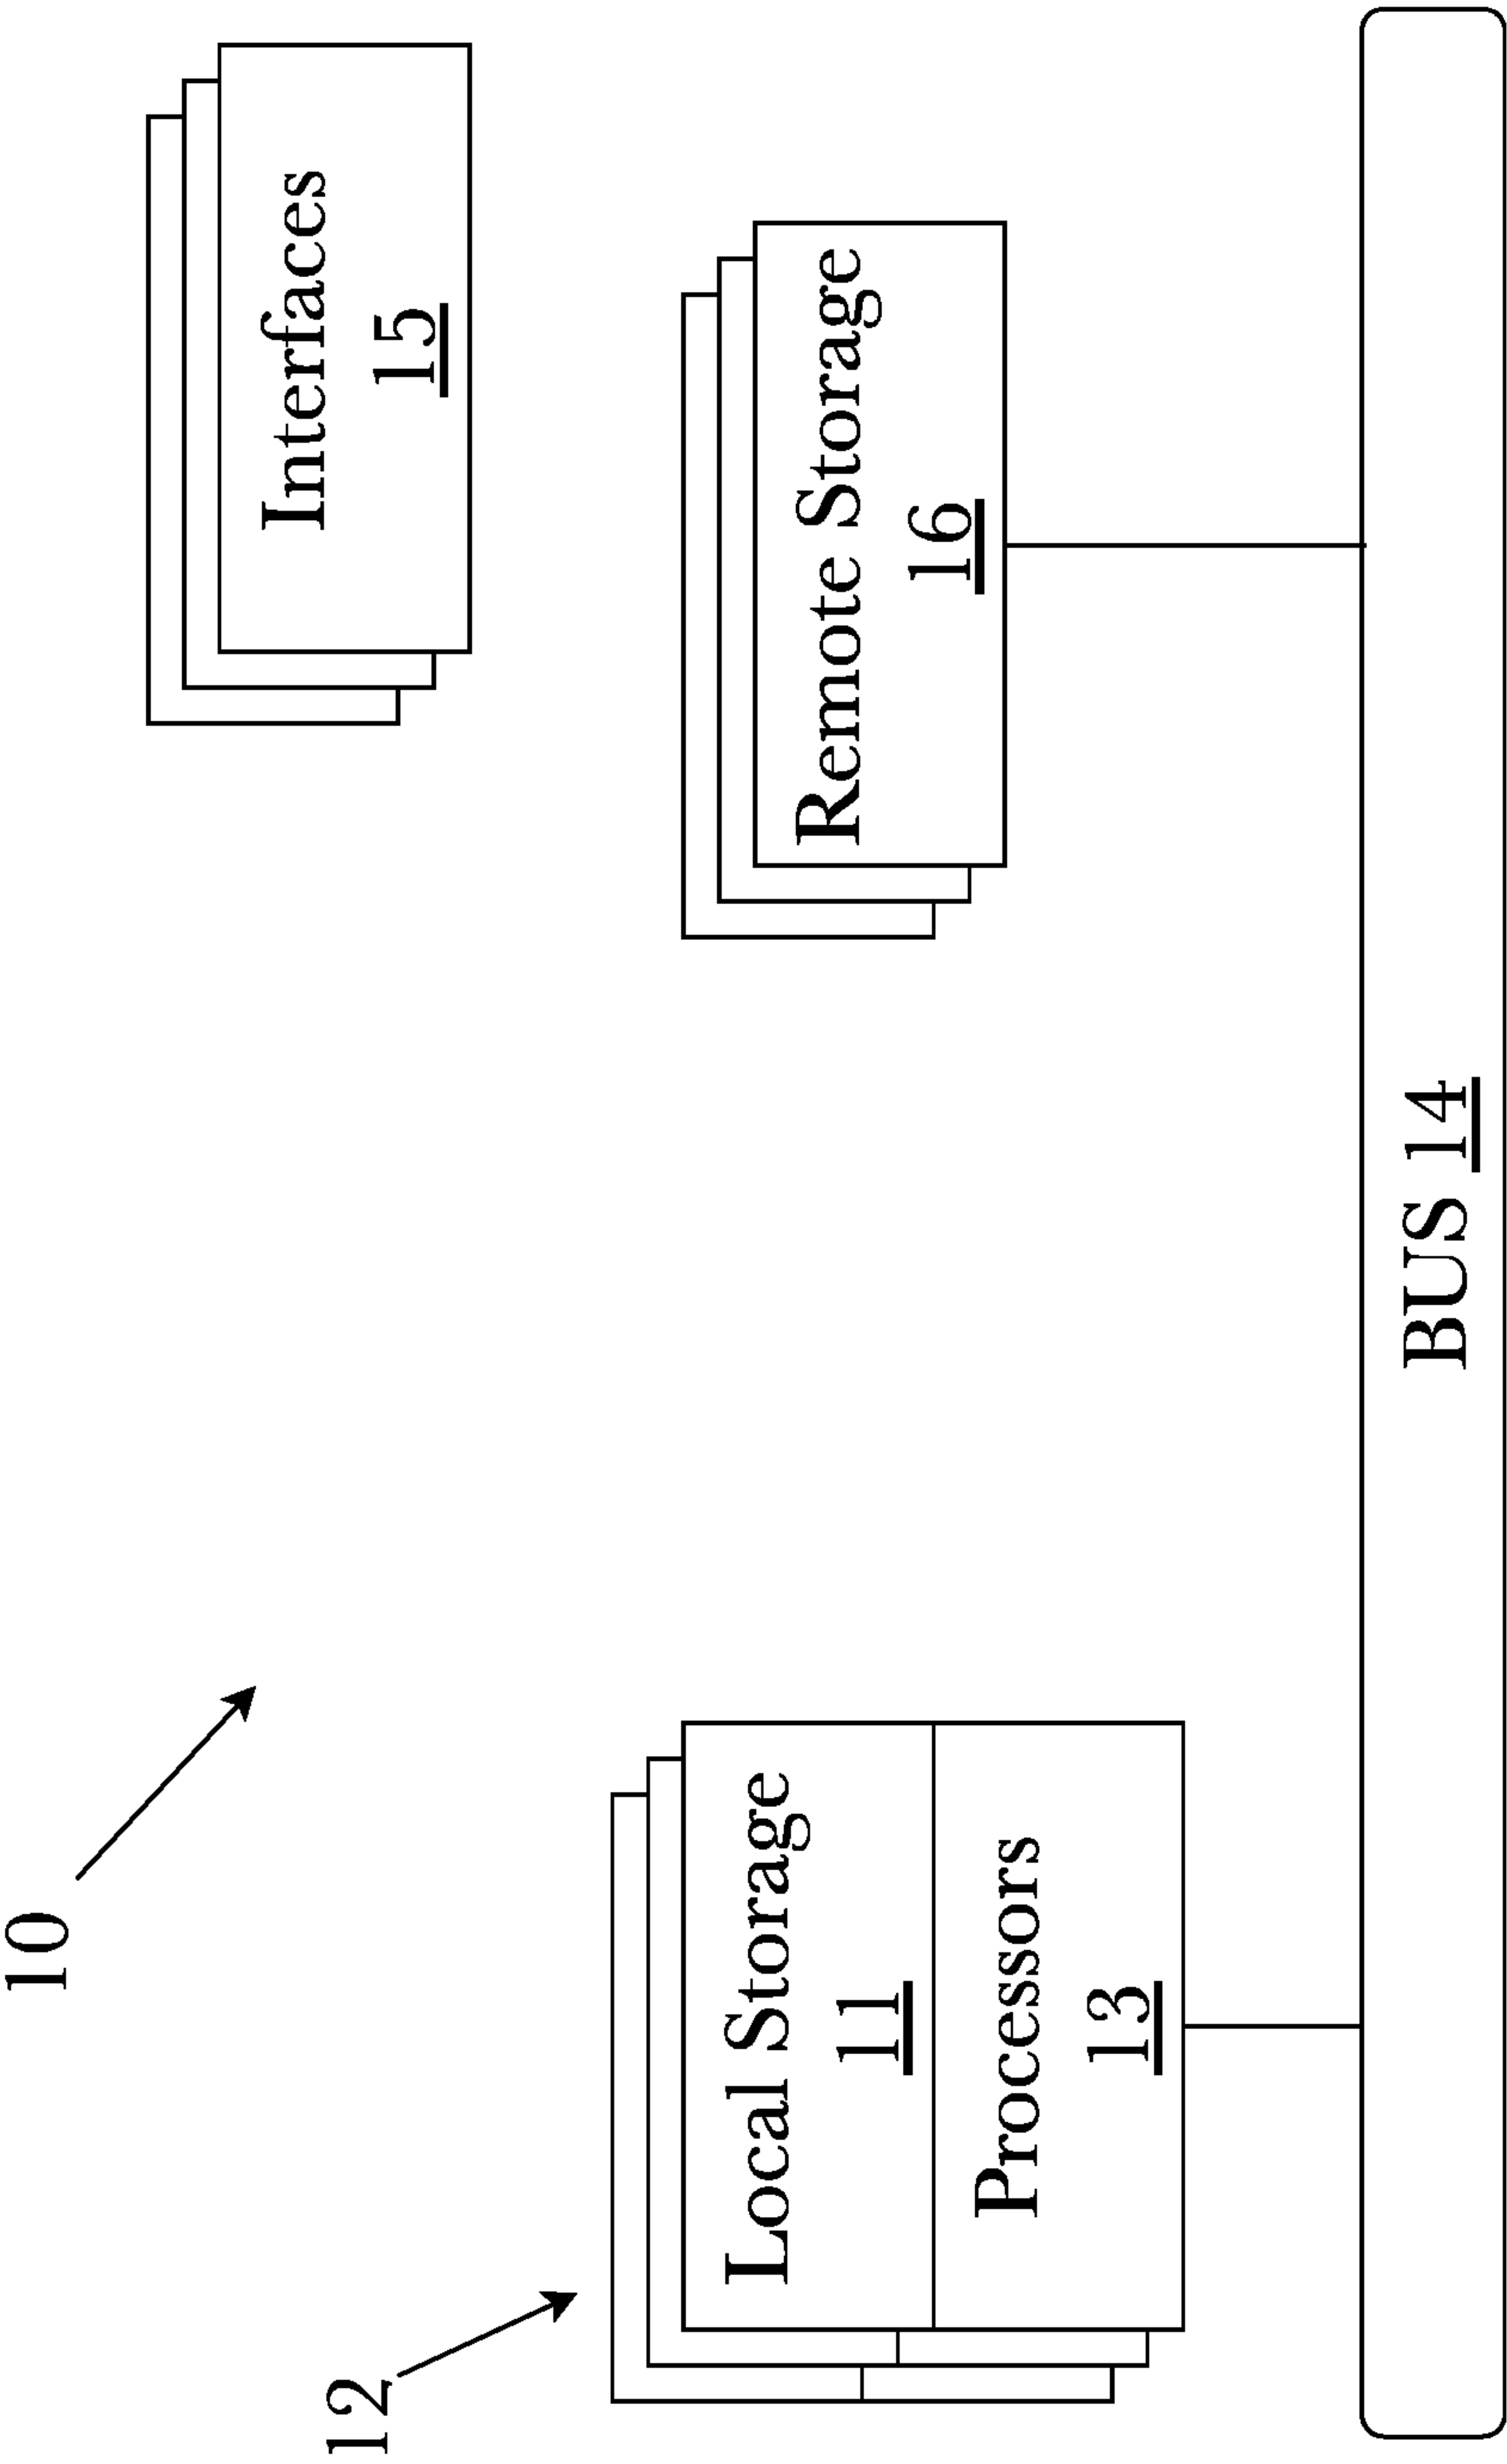 10
12
Interfaces
15
Local Storage
11
Remote Storage
16
Processors
13
BUS 14